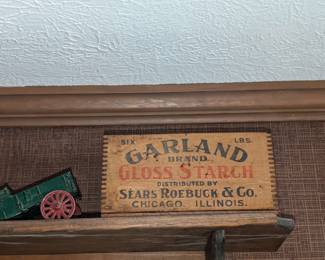 SIX LBS.
GARLAND
BRAND
GLOSS STARCH
DISTRIBUTED BY
SEARS ROEBUCK & CO.
CHICAGO. ILLINOIS.